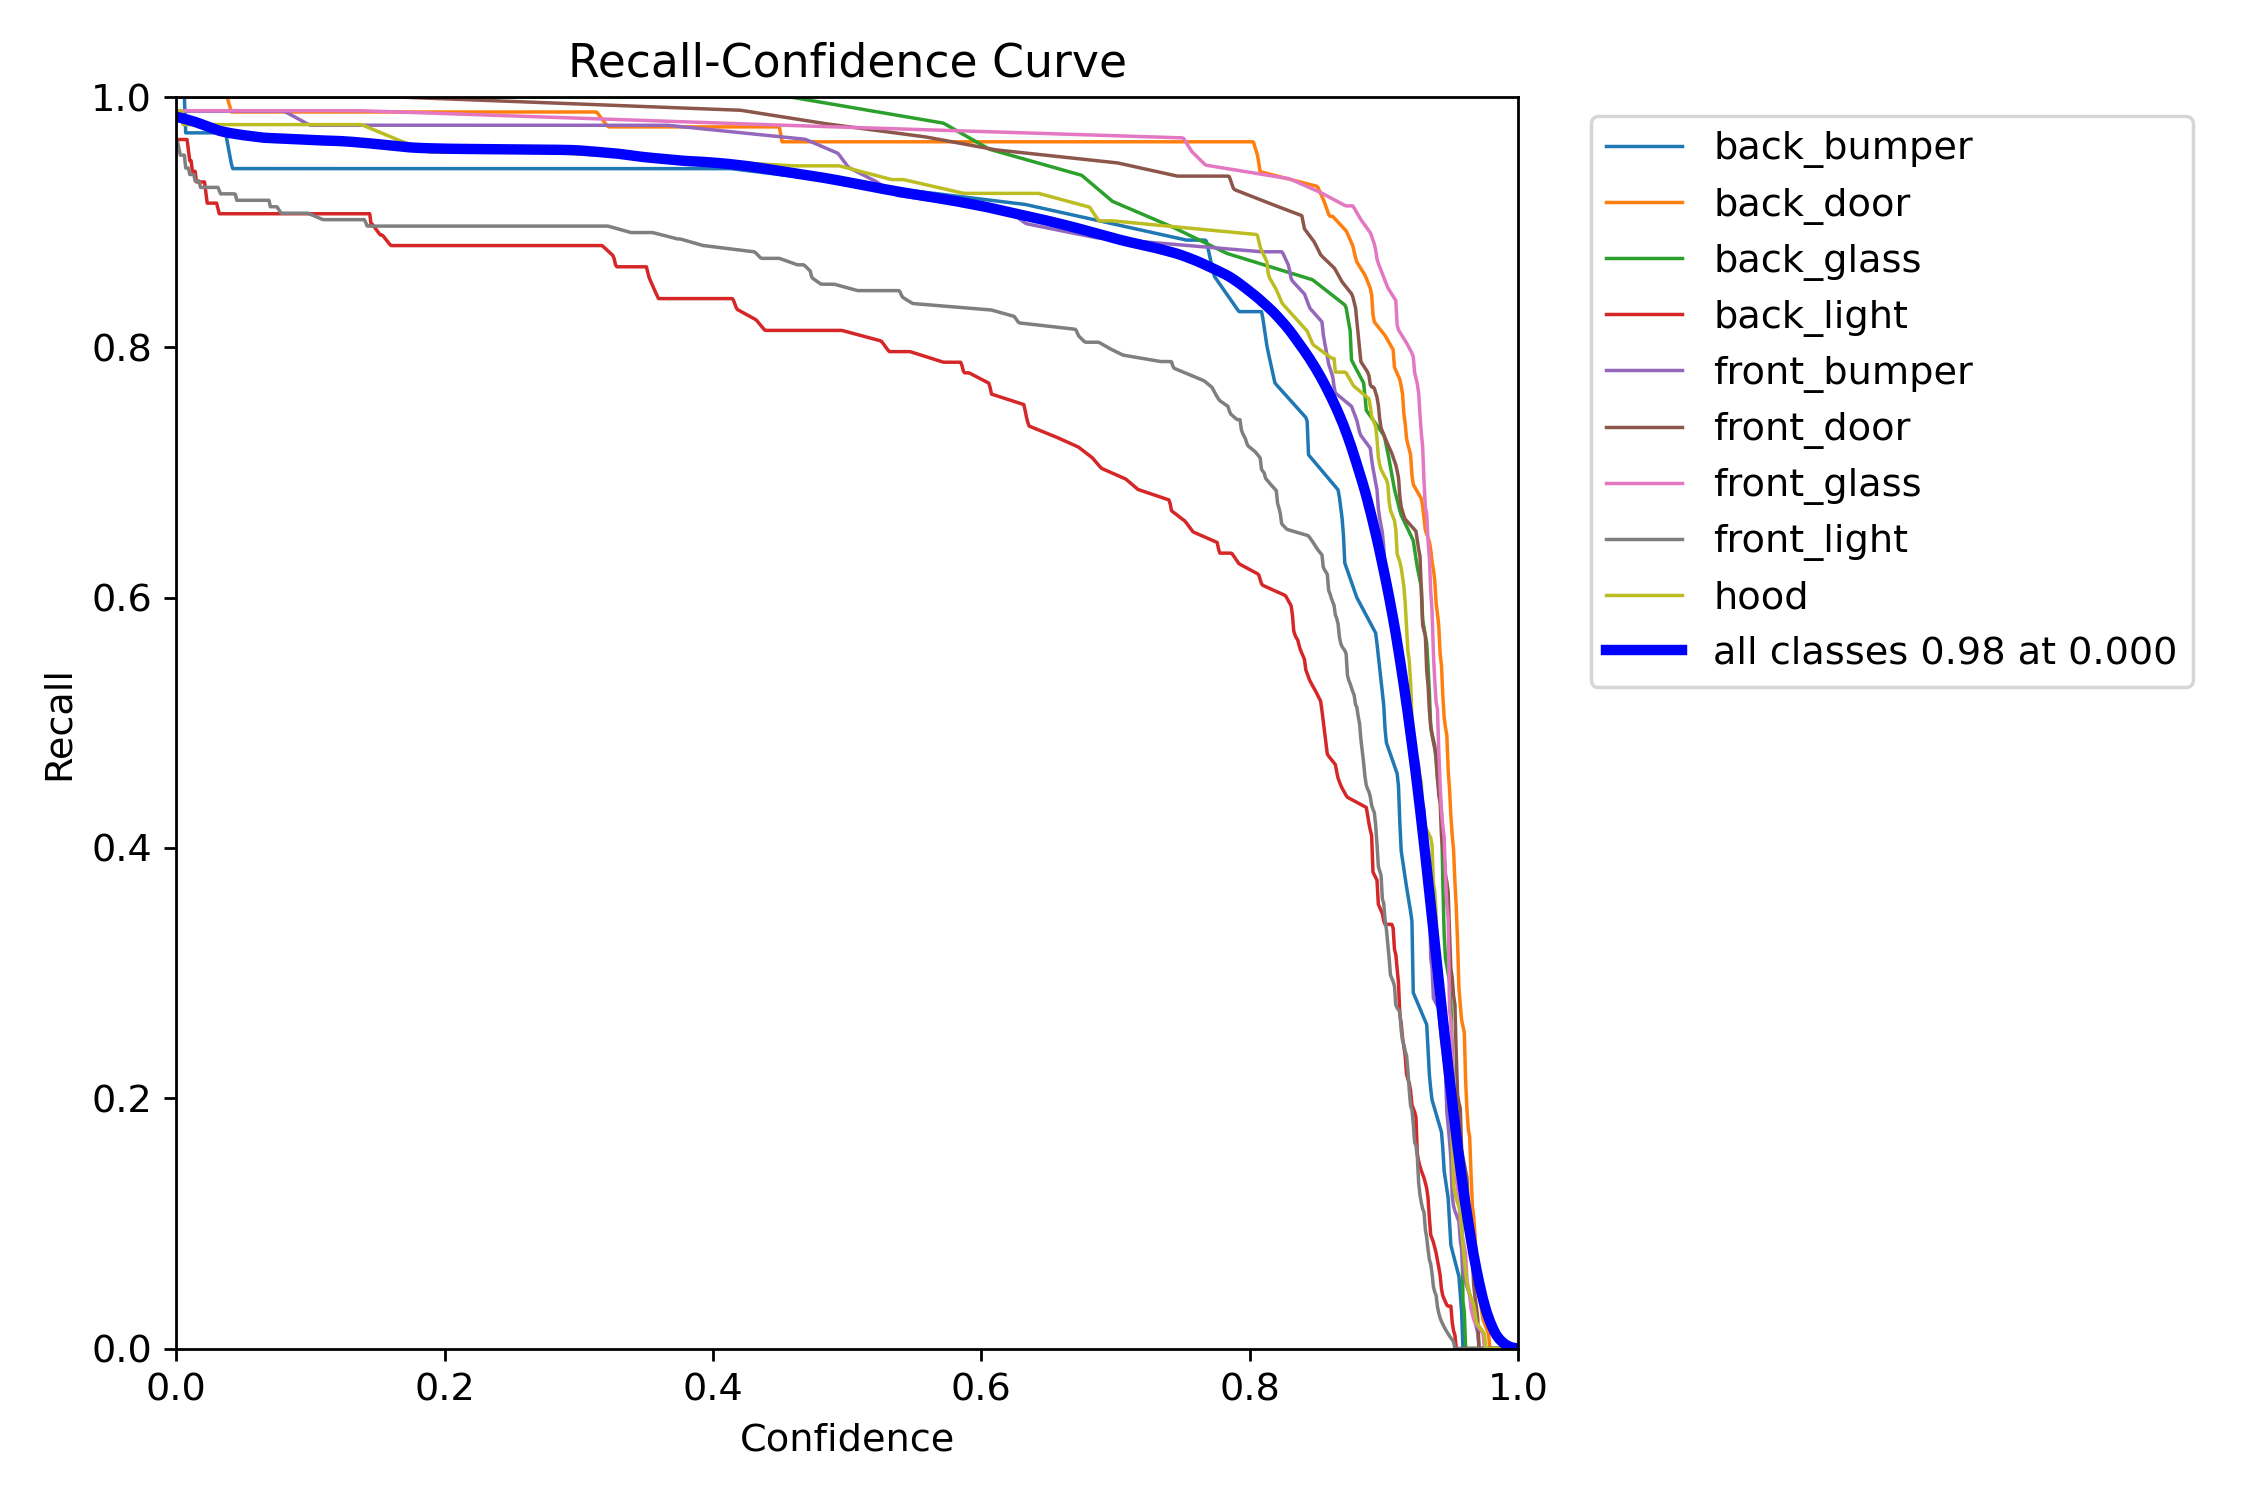 Recall-Confidence Curve
1.0
0.8
0.6
0.4
0.2
0.0
Recall
0.0 0.2 0.4 0.6 0.8 1.0
Confidence
back_bumper
back_door
back_glass
back_light
front_bumper
front_door
front_glass
front_light
hood
all classes 0.98 at 0.000